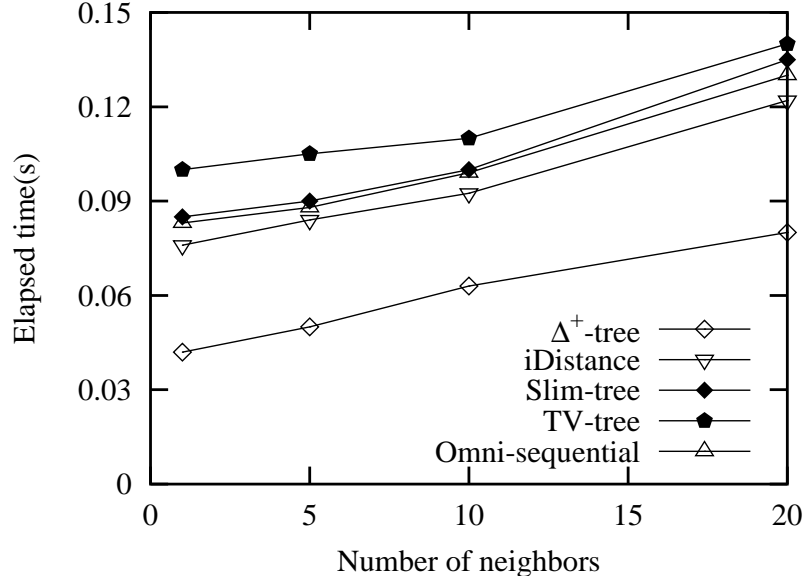 0.15
0.12
0.09
0.06
0.03
0
Elapsed time(s)
Δ⁺-tree
iDistance
Slim-tree
TV-tree
Omni-sequential
0 5 10 15 20
Number of neighbors